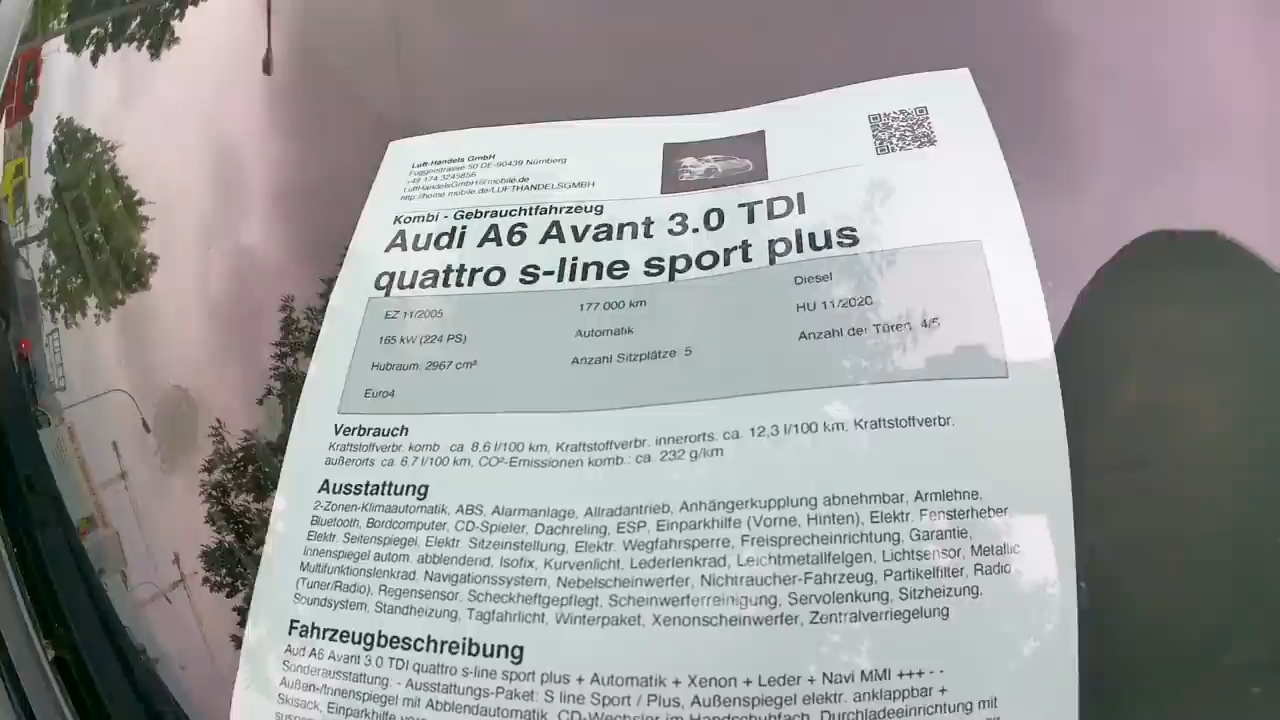 Luft-Handels GmbH
Fuggerstrasse 50 DE-90439 Nürnberg
+49 174 3245856
LuftHandelsGmbH@mobile.de
http://home.mobile.de/LUFTHANDELSGMBH
Kombi - Gebrauchtfahrzeug
Audi A6 Avant 3.0 TDI
quattro s-line sport plus
EZ 11/2005 177 000 km Diesel
165 kW (224 PS) Automatik HU 11/2020
Hubraum: 2967 cm³ Anzahl Sitzplätze 5 Anzahl der Türen 4/5
Euro4
Verbrauch
Kraftstoffverbr. komb. ca. 8.6 l/100 km, Kraftstoffverbr. innerorts. ca. 12,3 l/100 km, Kraftstoffverbr.
außerorts. ca. 6.7 l/100 km, CO²-Emissionen komb.: ca. 232 g/km
Ausstattung
2-Zonen-Klimaautomatik, ABS, Alarmanlage, Allradantrieb, Anhängerkupplung abnehmbar, Armlehne,
Bluetooth, Bordcomputer, CD-Spieler, Dachreling, ESP, Einparkhilfe (Vorne, Hinten), Elektr. Fensterheber
Elektr. Seitenspiegel, Elektr. Sitzeinstellung, Elektr. Wegfahrsperre, Freisprecheinrichtung, Garantie,
Innenspiegel autom. abblendend, Isofix, Kurvenlicht, Lederlenkrad, Leichtmetallfelgen, Lichtsensor, Metallic
Multifunktionslenkrad, Navigationssystem, Nebelscheinwerfer, Nichtraucher-Fahrzeug, Partikelfilter, Radio
(Tuner/Radio), Regensensor, Scheckheftgepflegt, Scheinwerferreinigung, Servolenkung, Sitzheizung,
Soundsystem, Standheizung, Tagfahrlicht, Winterpaket, Xenonscheinwerfer, Zentralverriegelung
Fahrzeugbeschreibung
Aud A6 Avant 3.0 TDI quattro s-line sport plus + Automatik + Xenon + Leder + Navi MMI +++ - -
Sonderausstattung: - Ausstattungs-Paket: S line Sport / Plus, Außenspiegel elektr. anklappbar +
Außen-/Innenspiegel mit Abblendautomatik, CD-Wechsler im Handschuhfach, Durchladeeinrichtung mit
Skisack, Einparkhilfe